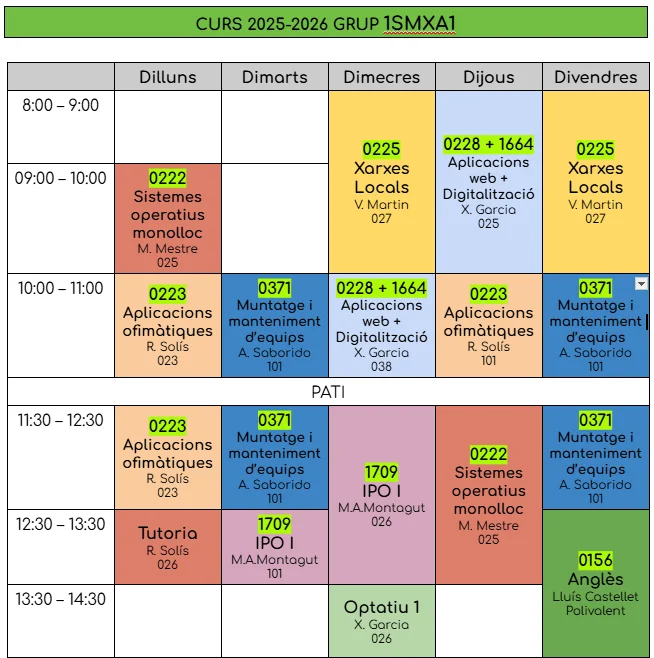 CURS 2025-2026 GRUP 1SMXA1
Dilluns
Dimarts
Dimecres
Dijous
Divendres
8:00 – 9:00
0225
Xarxes
Locals
V. Martin
027
0228 + 1664
Aplicacions
web +
Digitalització
X. Garcia
025
0225
Xarxes
Locals
V. Martin
027
09:00 – 10:00
0222
Sistemes
operatius
monolloc
M. Mestre
025
10:00 – 11:00
0223
Aplicacions
ofimàtiques
R. Solís
023
0371
Muntatge i
manteniment
d'equips
A. Saborido
101
0228 + 1664
Aplicacions
web +
Digitalització
X. Garcia
038
0223
Aplicacions
ofimàtiques
R. Solís
101
0371
Muntatge i
manteniment
d'equips
A. Saborido
101
PATI
11:30 – 12:30
0223
Aplicacions
ofimàtiques
R. Solís
023
0371
Muntatge i
manteniment
d'equips
A. Saborido
101
1709
IPO I
M.A.Montagut
026
0222
Sistemes
operatius
monolloc
M. Mestre
025
0371
Muntatge i
manteniment
d'equips
A. Saborido
101
12:30 – 13:30
Tutoria
R. Solís
026
1709
IPO I
M.A.Montagut
101
0156
Anglès
Lluís Castellet
Polivalent
13:30 – 14:30
Optatiu 1
X. Garcia
026